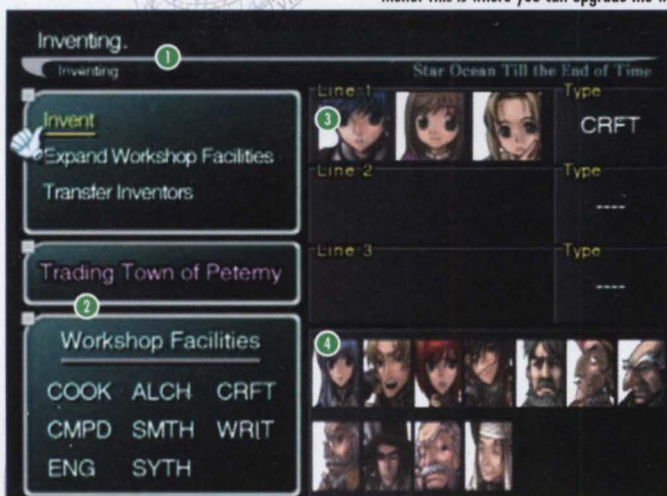 Inventing.
Inventing
Star Ocean Till the End of Time
1
Invent
Expand Workshop Facilities
Transfer Inventors
Line 1
Type
3
CRFT
Line 2
Type
----
Trading Town of Peterny
Line 3
Type
----
2
Workshop Facilities
COOK ALCH CRFT
CMPD SMTH WRIT
ENG SYTH
4